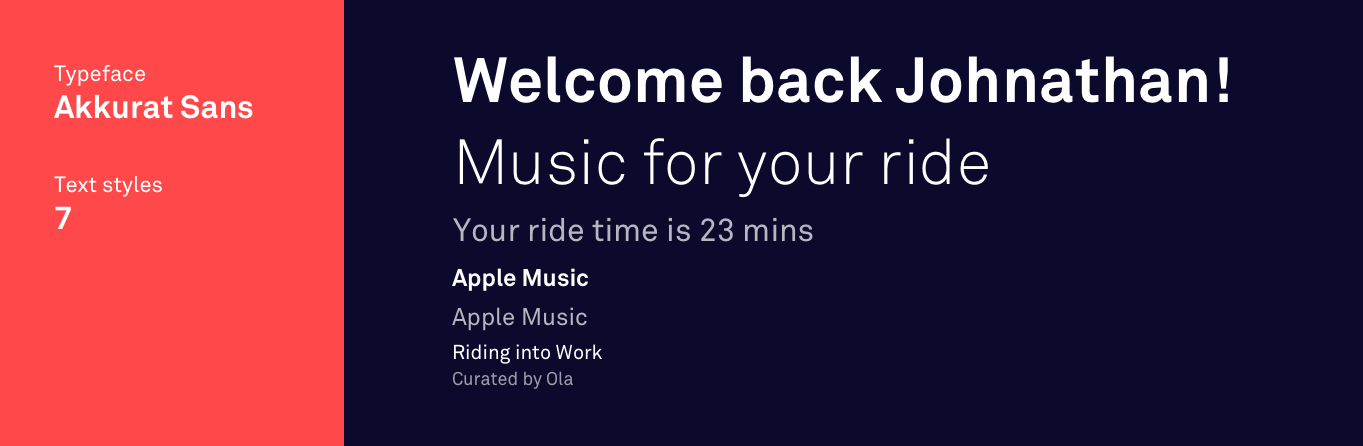 Typeface
Akkurat Sans
Text styles
7
Welcome back Johnathan!
Music for your ride
Your ride time is 23 mins
Apple Music
Apple Music
Riding into Work
Curated by Ola